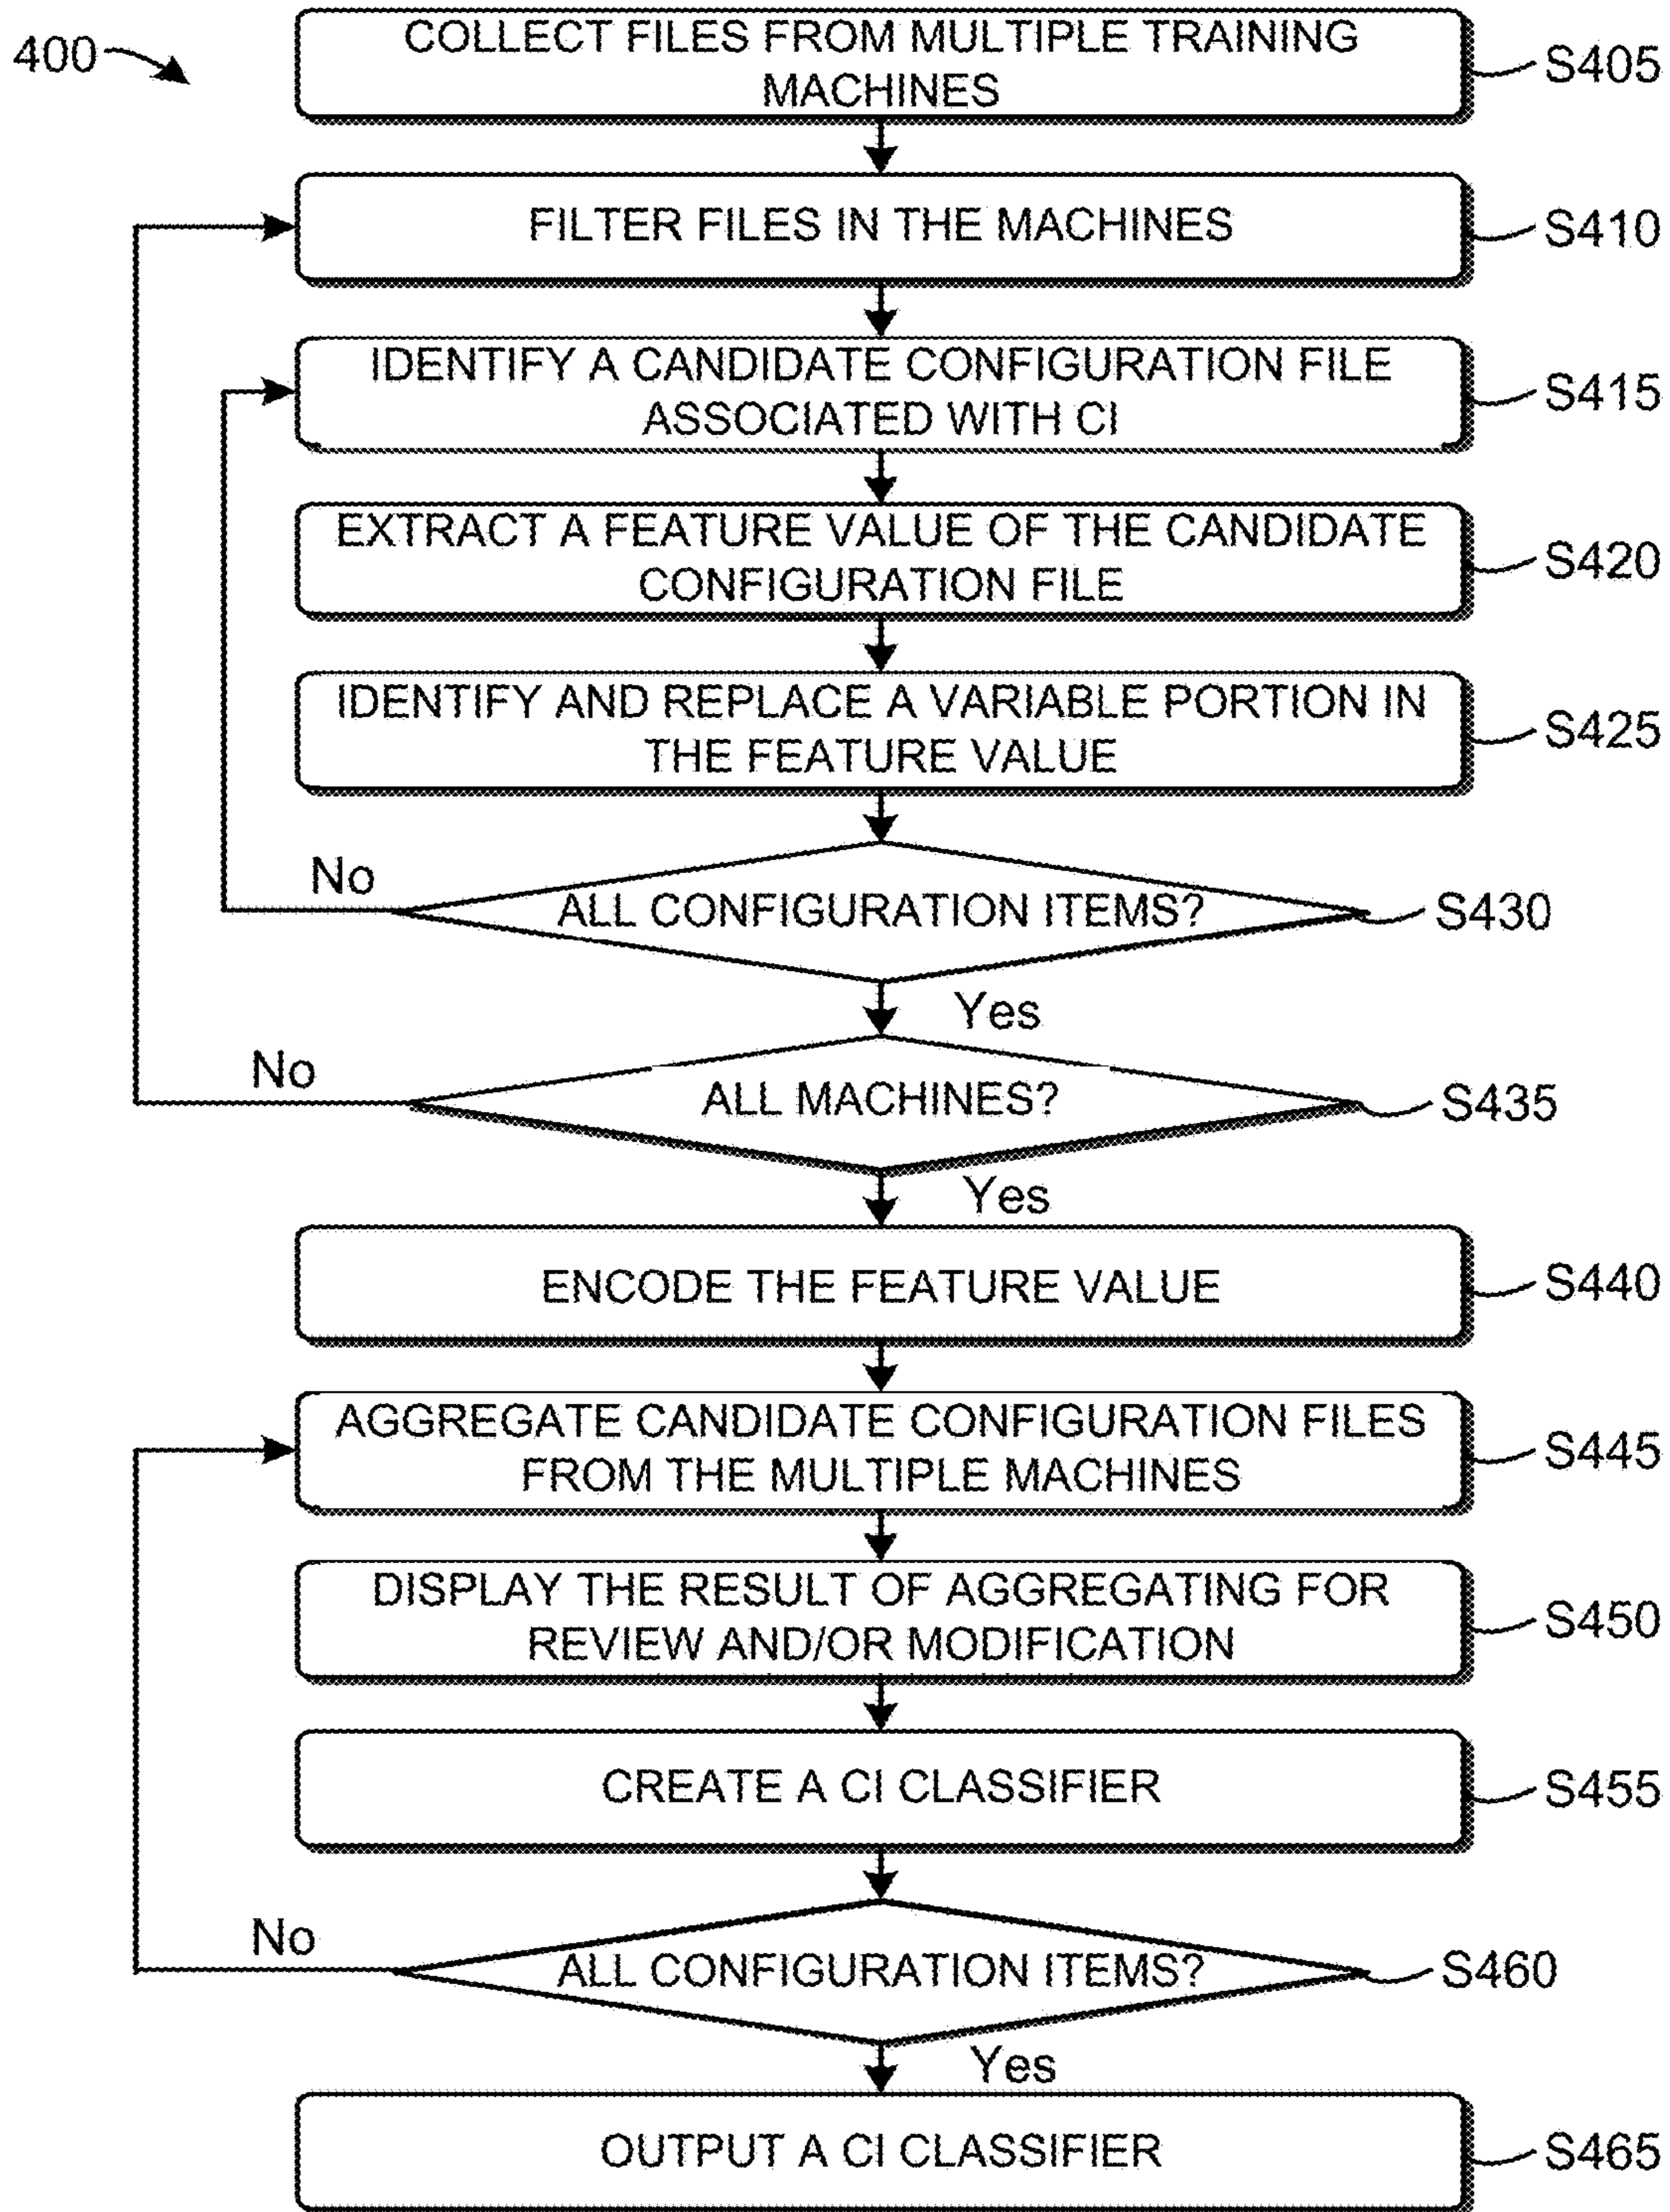 400
COLLECT FILES FROM MULTIPLE TRAINING
MACHINES
S405
FILTER FILES IN THE MACHINES
S410
IDENTIFY A CANDIDATE CONFIGURATION FILE
ASSOCIATED WITH CI
S415
EXTRACT A FEATURE VALUE OF THE CANDIDATE
CONFIGURATION FILE
S420
IDENTIFY AND REPLACE A VARIABLE PORTION IN
THE FEATURE VALUE
S425
No
ALL CONFIGURATION ITEMS?
S430
Yes
No
ALL MACHINES?
S435
Yes
ENCODE THE FEATURE VALUE
S440
AGGREGATE CANDIDATE CONFIGURATION FILES
FROM THE MULTIPLE MACHINES
S445
DISPLAY THE RESULT OF AGGREGATING FOR
REVIEW AND/OR MODIFICATION
S450
CREATE A CI CLASSIFIER
S455
No
ALL CONFIGURATION ITEMS?
S460
Yes
OUTPUT A CI CLASSIFIER
S465